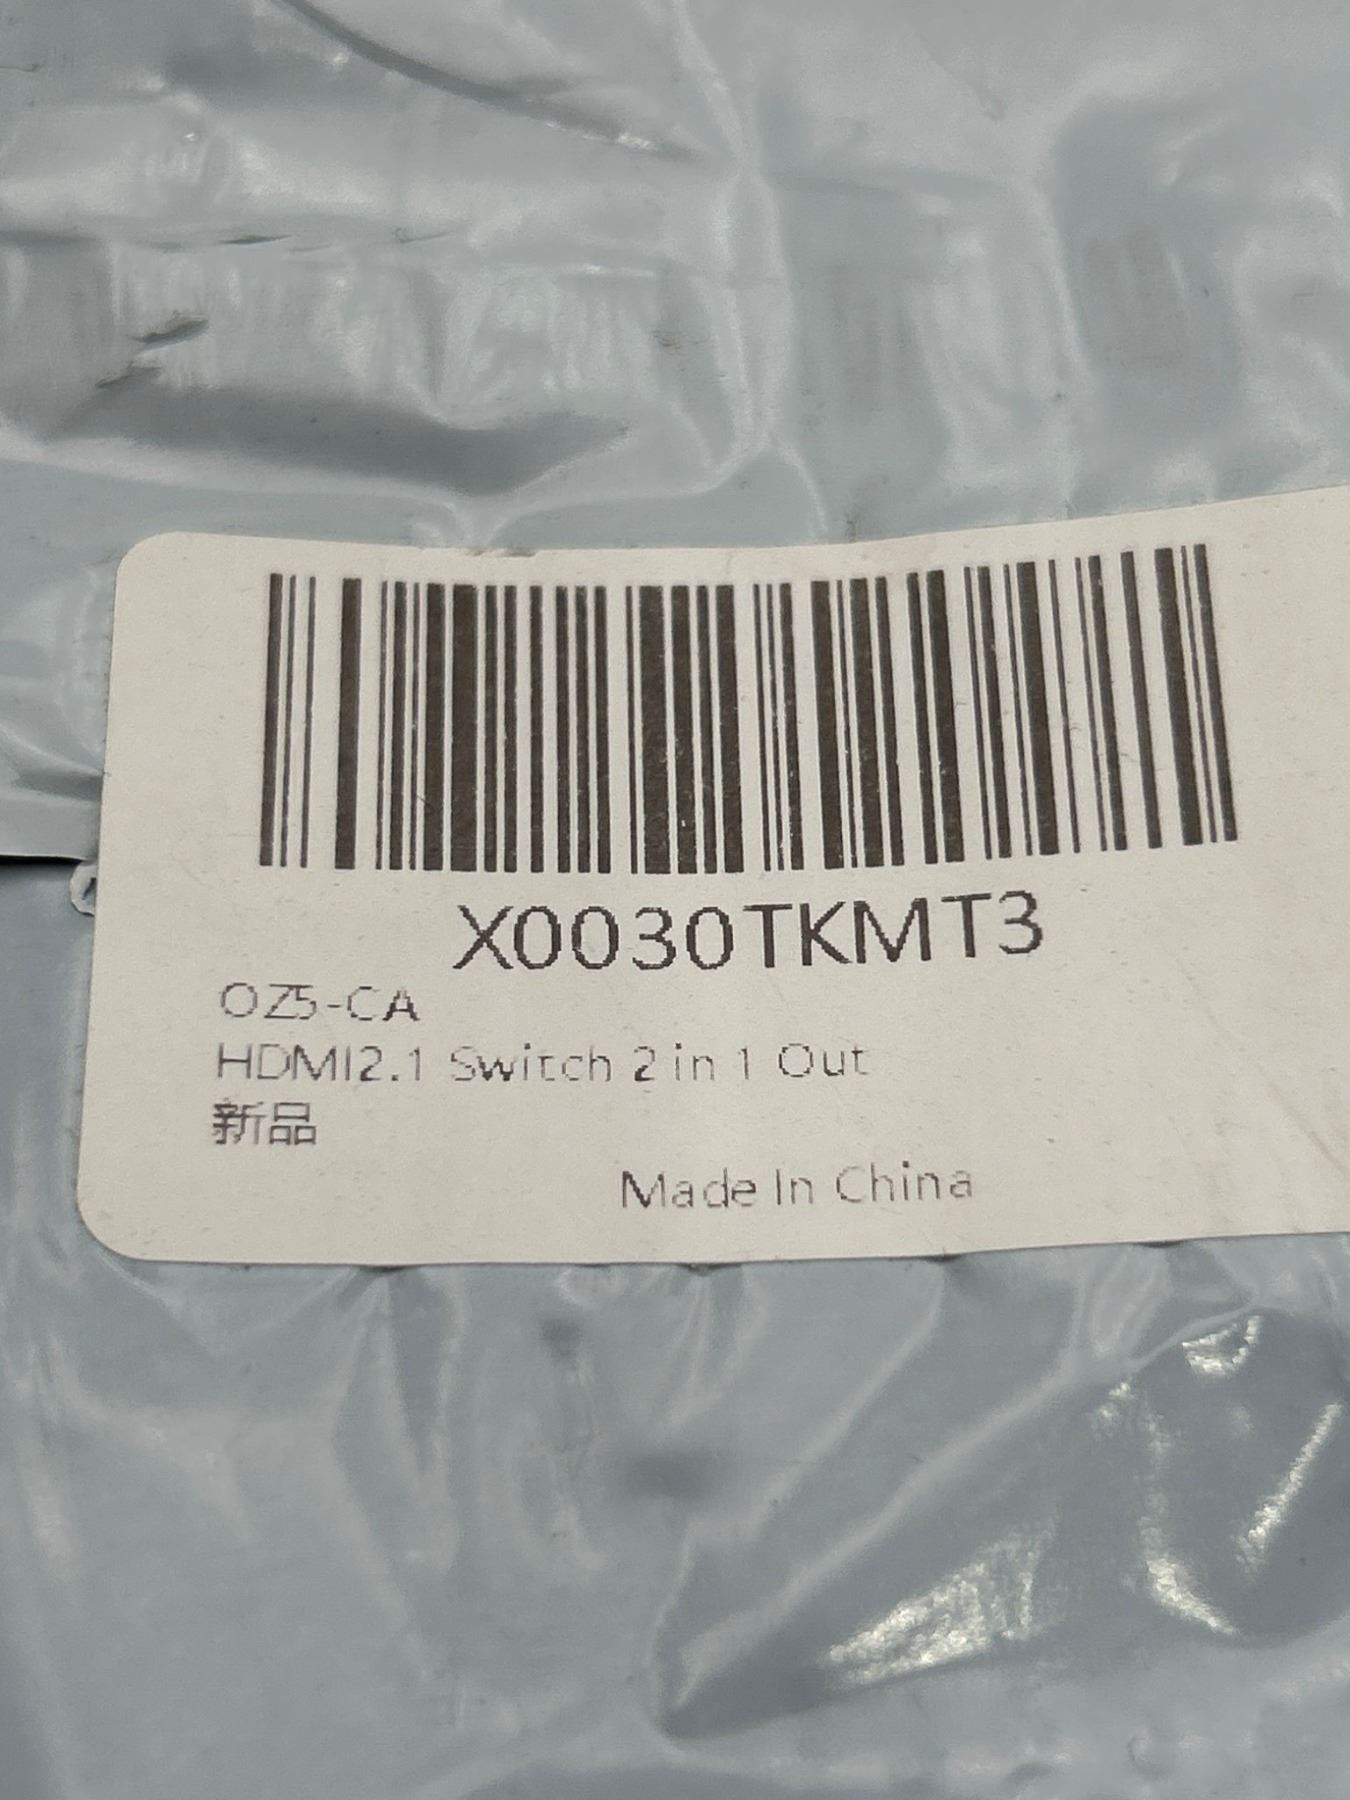 X0030TKMT3
OZ5-CA
HDMI2.1 Switch 2 in 1 Out
新品
Made In China